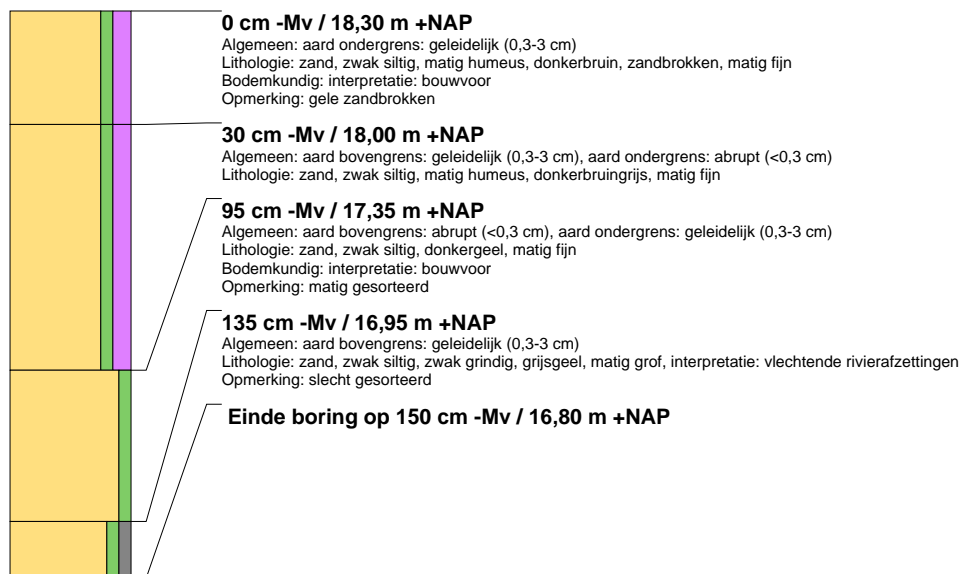 0 cm -Mv / 18,30 m +NAP
Algemeen: aard ondergrens: geleidelijk (0,3-3 cm)
Lithologie: zand, zwak siltig, matig humeus, donkerbruin, zandbrokken, matig fijn
Bodemkundig: interpretatie: bouwvoor
Opmerking: gele zandbrokken
30 cm -Mv / 18,00 m +NAP
Algemeen: aard bovengrens: geleidelijk (0,3-3 cm), aard ondergrens: abrupt (<0,3 cm)
Lithologie: zand, zwak siltig, matig humeus, donkerbruingrijs, matig fijn
95 cm -Mv / 17,35 m +NAP
Algemeen: aard bovengrens: abrupt (<0,3 cm), aard ondergrens: geleidelijk (0,3-3 cm)
Lithologie: zand, zwak siltig, donkergeel, matig fijn
Bodemkundig: interpretatie: bouwvoor
Opmerking: matig gesorteerd
135 cm -Mv / 16,95 m +NAP
Algemeen: aard bovengrens: geleidelijk (0,3-3 cm)
Lithologie: zand, zwak siltig, zwak grindig, grijsgeel, matig grof, interpretatie: vlechtende rivierafzettingen
Opmerking: slecht gesorteerd
Einde boring op 150 cm -Mv / 16,80 m +NAP